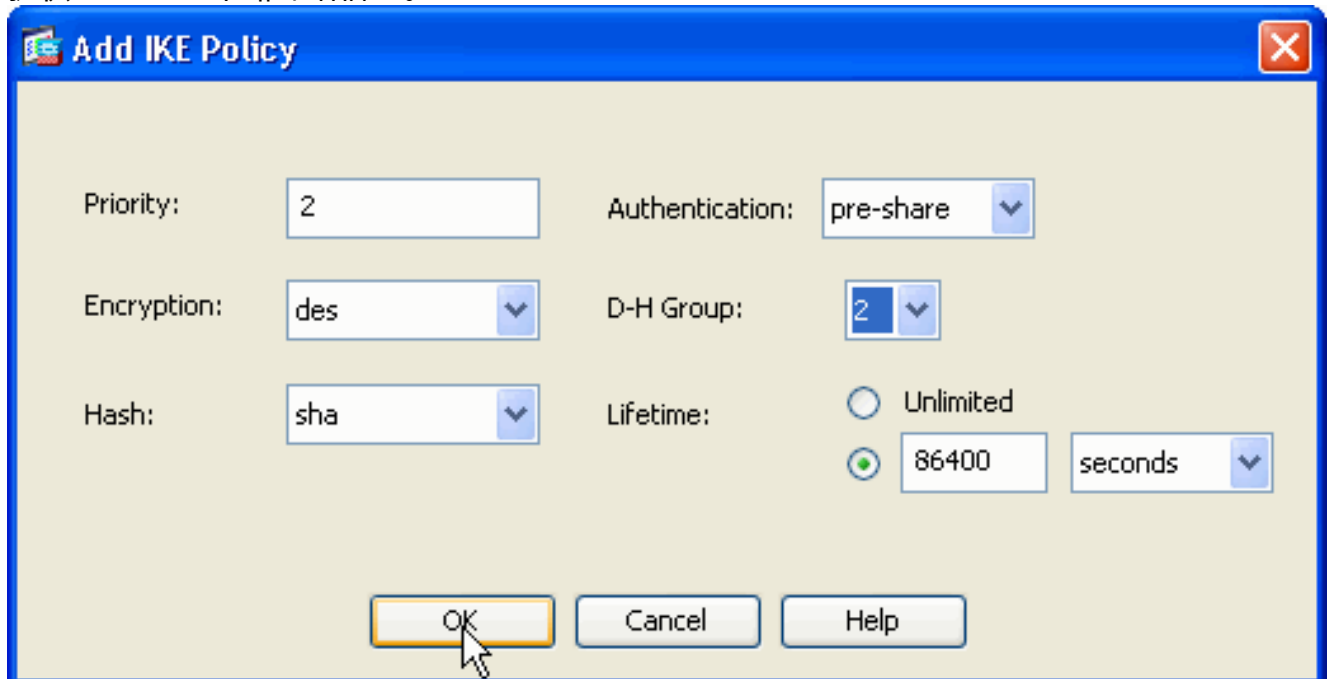 Add IKE Policy
Priority: 2 Authentication: pre-share
Encryption: des D-H Group: 2
Hash: sha Lifetime: Unlimited
86400 seconds
OK Cancel Help